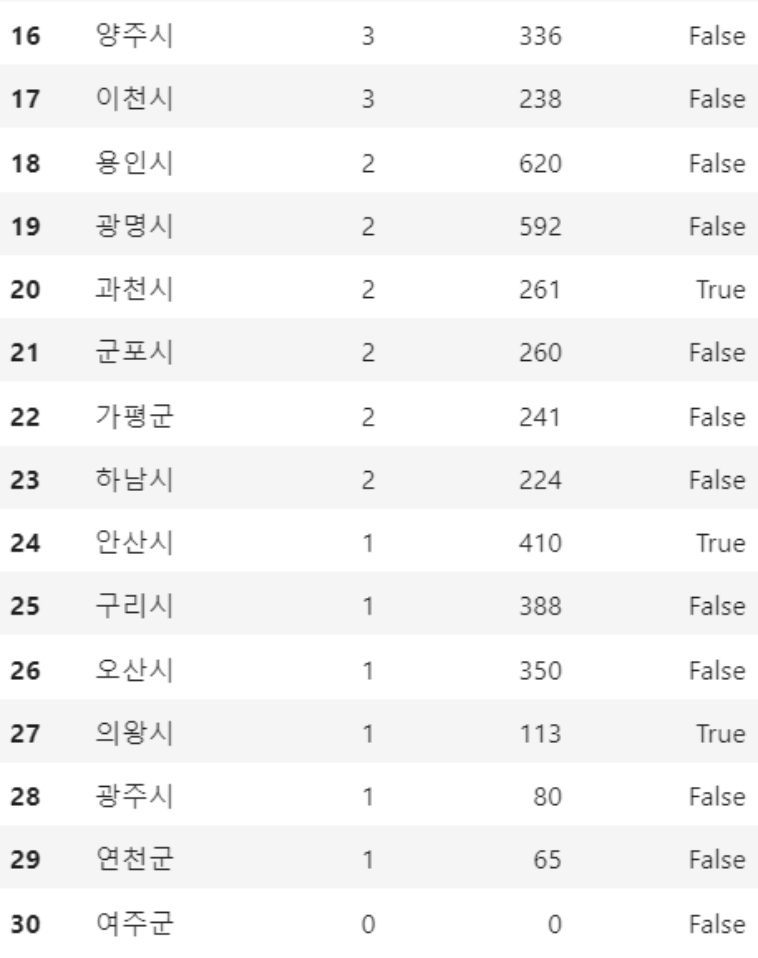 16 양주시 3 336 False
17 이천시 3 238 False
18 용인시 2 620 False
19 광명시 2 592 False
20 과천시 2 261 True
21 군포시 2 260 False
22 가평군 2 241 False
23 하남시 2 224 False
24 안산시 1 410 True
25 구리시 1 388 False
26 오산시 1 350 False
27 의왕시 1 113 True
28 광주시 1 80 False
29 연천군 1 65 False
30 여주군 0 0 False